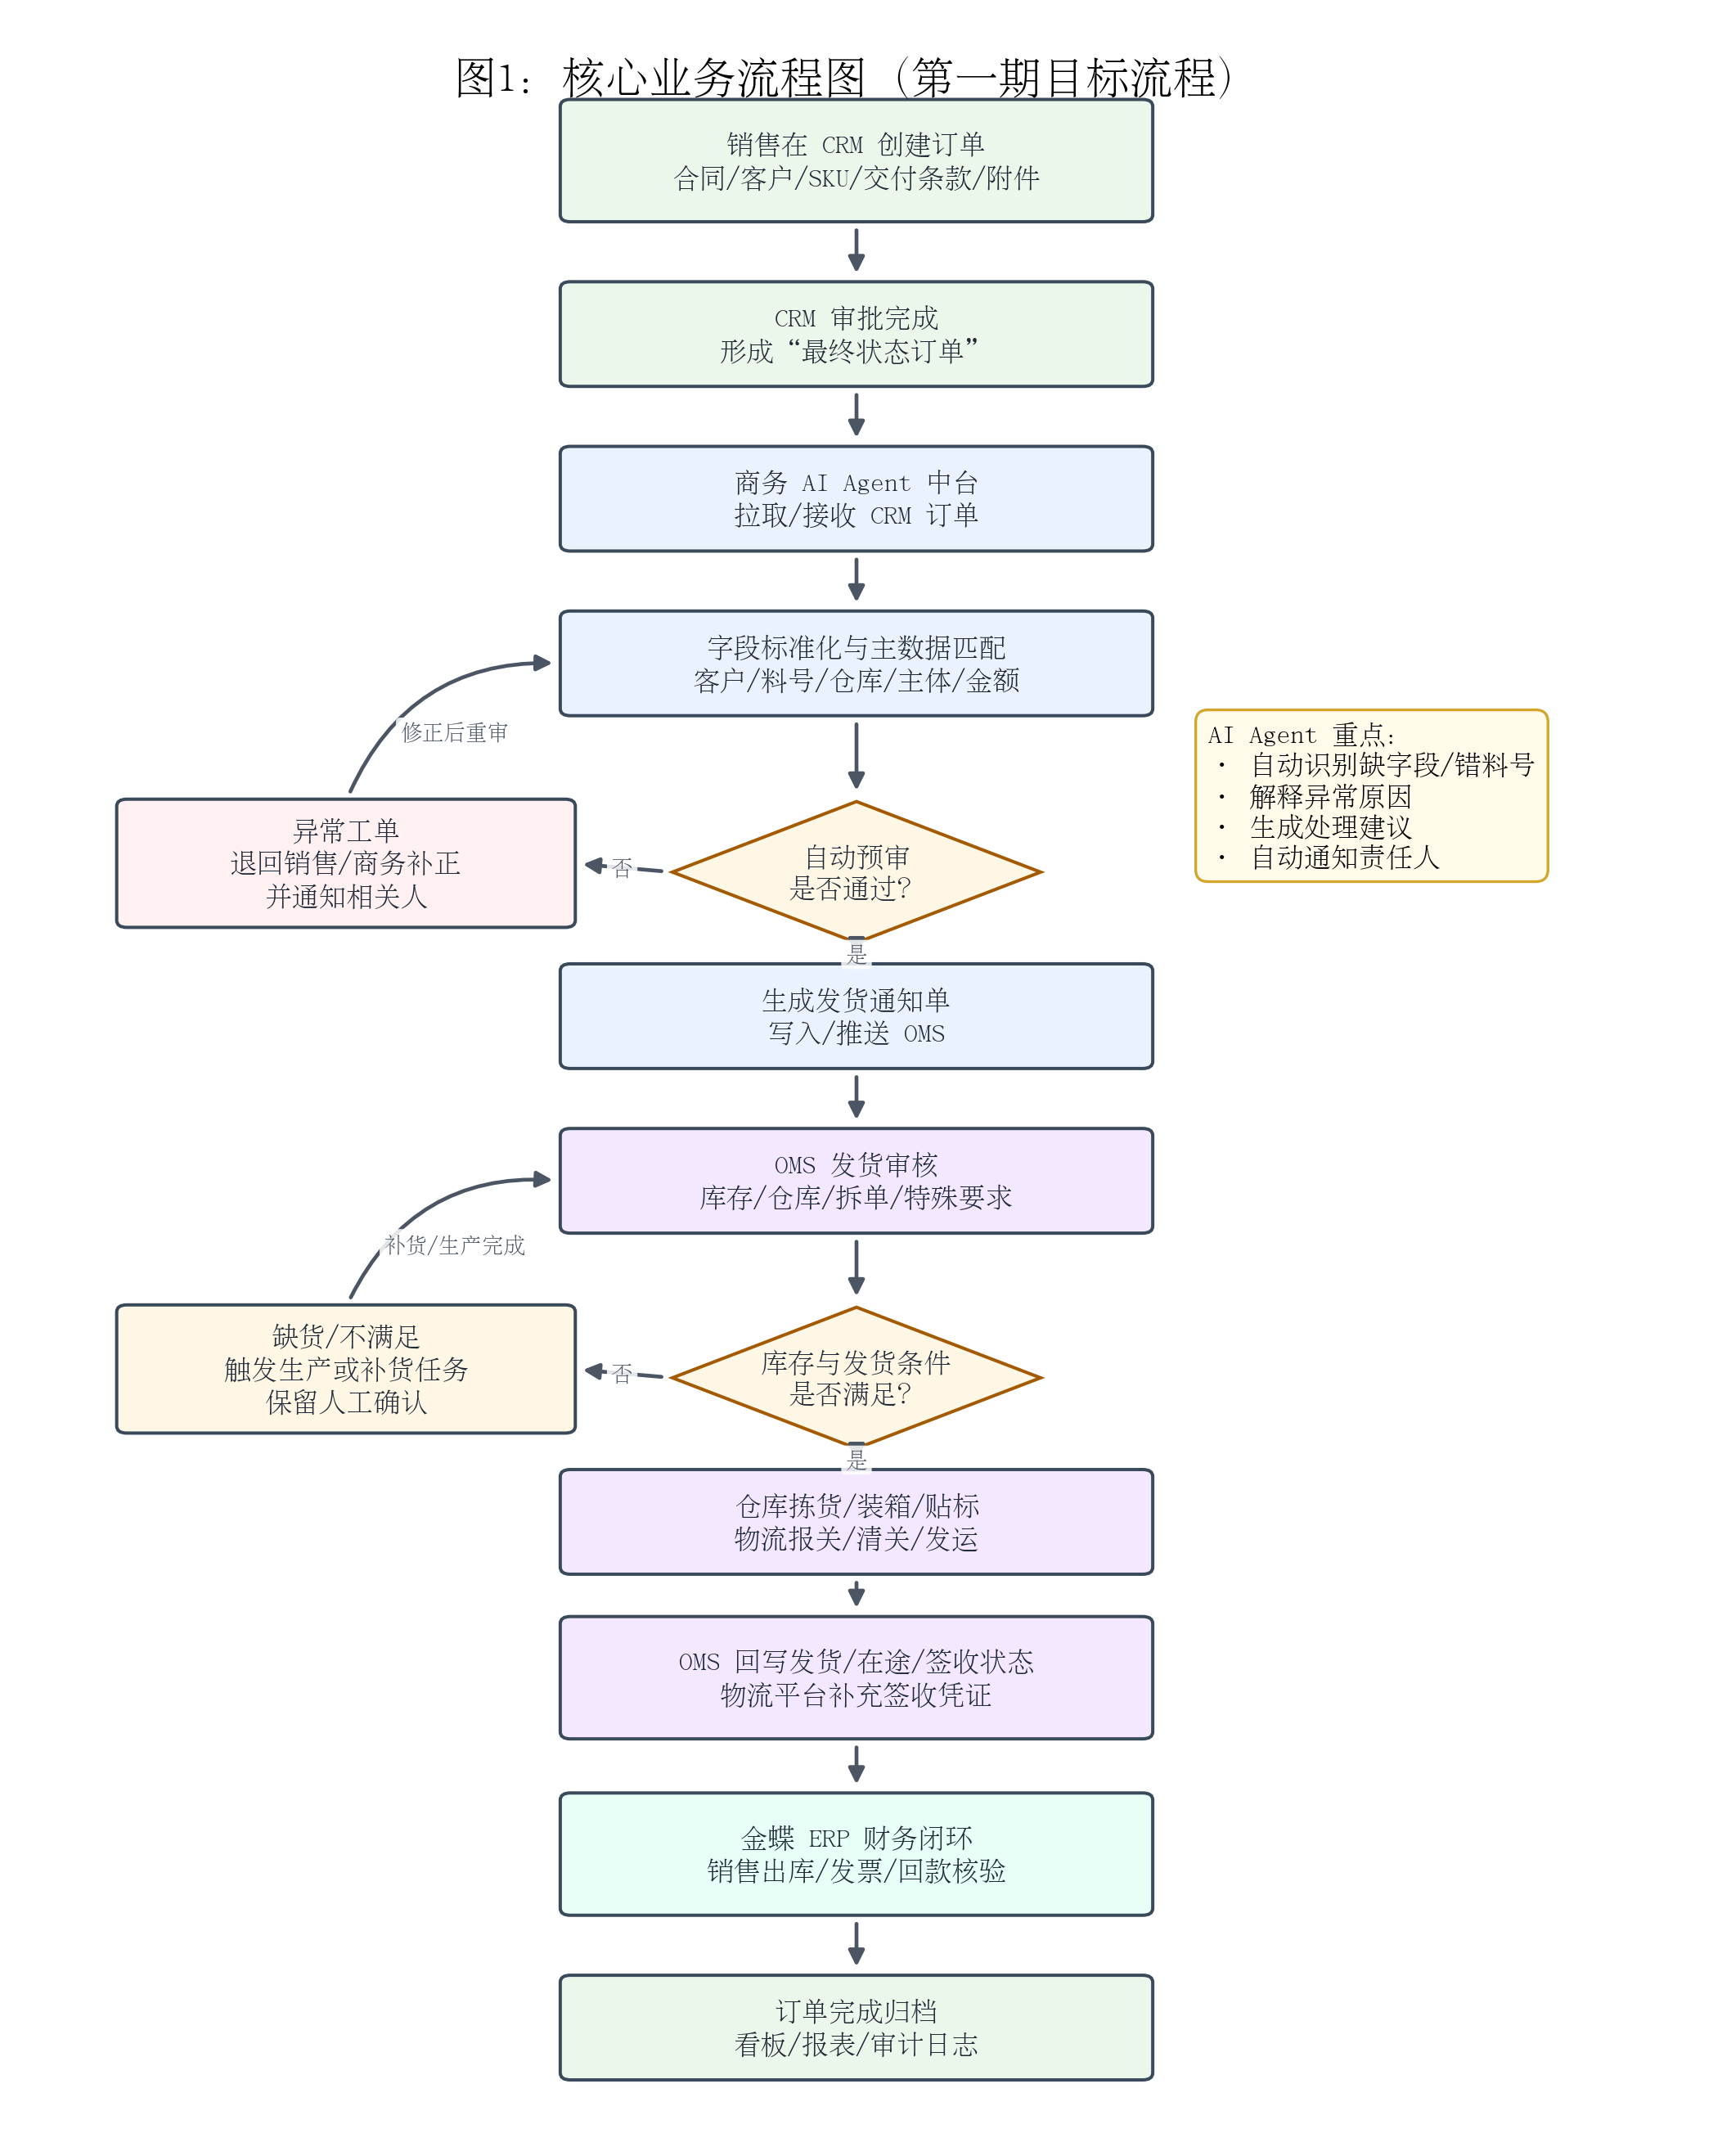 图1: 核心业务流程图 (第一期目标流程)
销售在 CRM 创建订单
合同/客户/SKU/交付条款/附件
CRM 审批完成
形成“最终状态订单”
商务 AI Agent 中台
拉取/接收 CRM 订单
字段标准化与主数据匹配
客户/料号/仓库/主体/金额
修正后重审
AI Agent 重点:
· 自动识别缺字段/错料号
· 解释异常原因
· 生成处理建议
· 自动通知责任人
异常工单
退回销售/商务补正
并通知相关人
否
自动预审
是否通过?
是
生成发货通知单
写入/推送 OMS
OMS 发货审核
库存/仓库/拆单/特殊要求
补货/生产完成
缺货/不满足
触发生产或补货任务
保留人工确认
否
库存与发货条件
是否满足?
是
仓库拣货/装箱/贴标
物流报关/清关/发运
OMS 回写发货/在途/签收状态
物流平台补充签收凭证
金蝶 ERP 财务闭环
销售出库/发票/回款核验
订单完成归档
看板/报表/审计日志